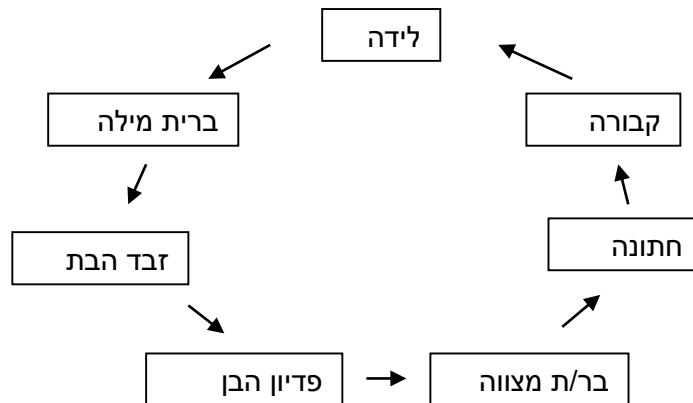 לידה
ברית מילה
זבד הבת
פדיון הבן
בר/ת מצווה
חתונה
קבורה